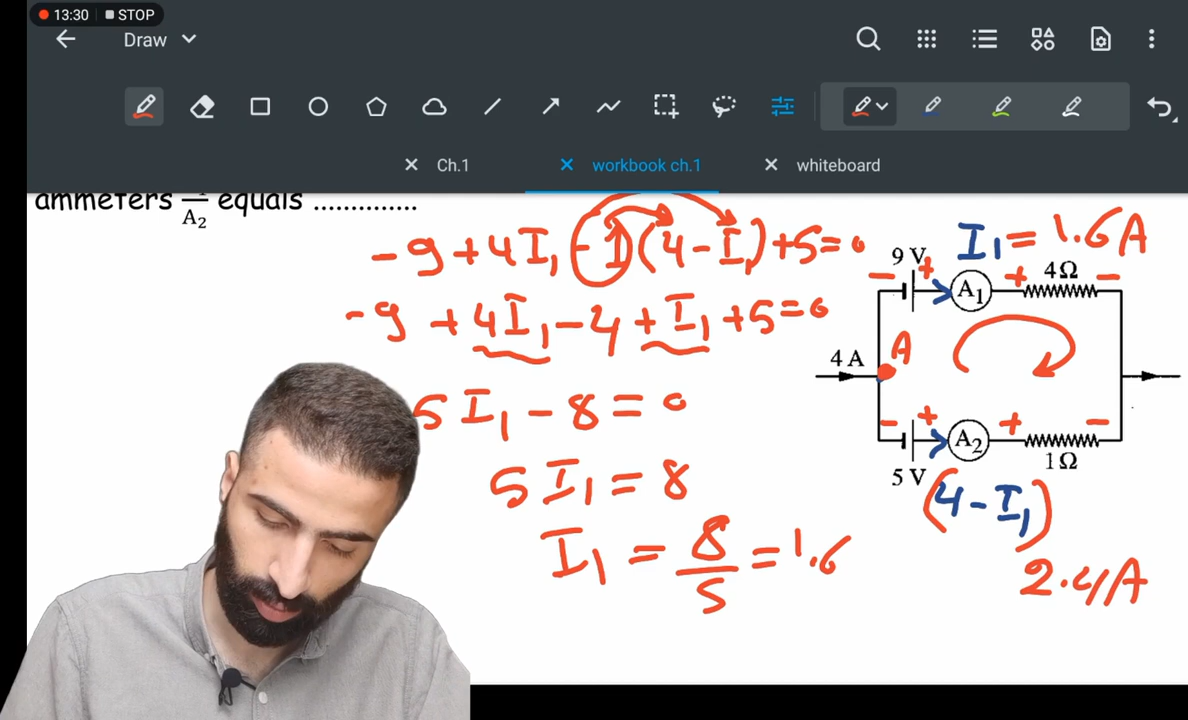 13:30 STOP
Draw
Ch.1
workbook ch.1
whiteboard
ammeters /A₂ equals ..............
-9+4I₁-1(4-I₁)+5=0
-9 +4I₁-4+I₁+5=0
5I₁-8=0
5I₁=8
I₁=8/5=1.6
I₁=1.6A
9 V
- +
A₁
+ 4Ω -
4 A
A
- +
A₂
+ -
1Ω
5 V
(4-I₁)
2.4A